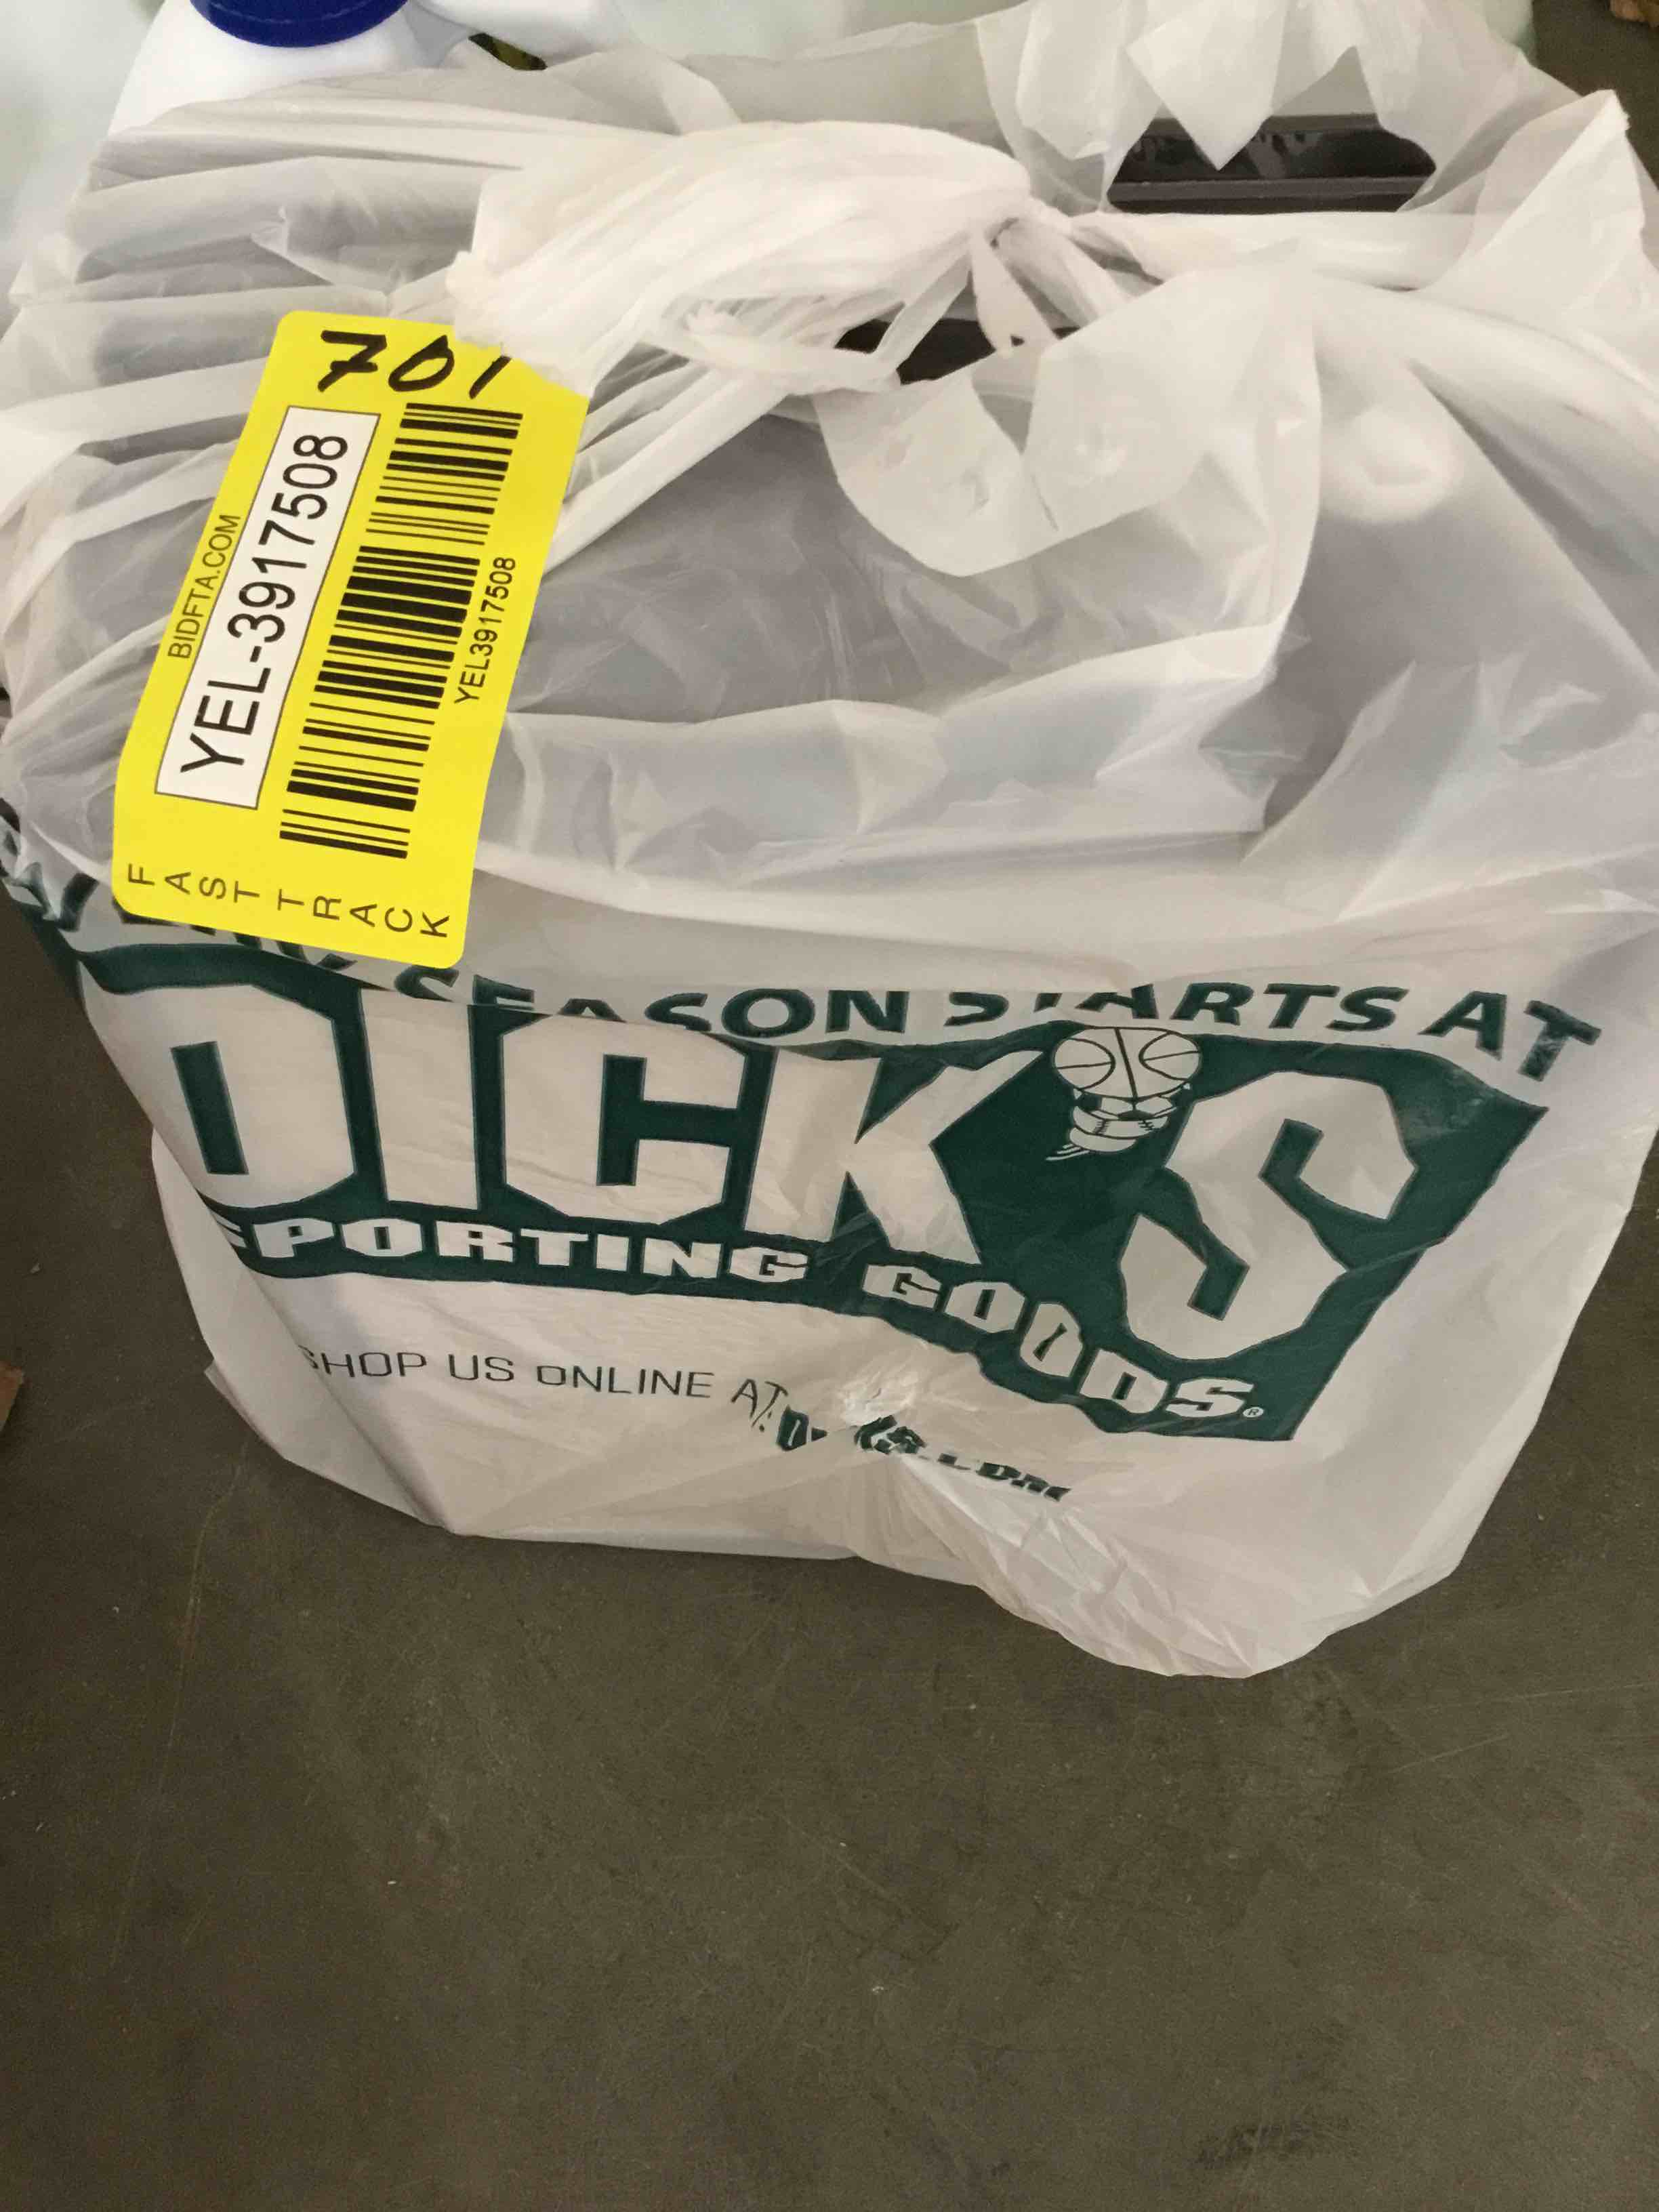 701
BIDFTA.COM
YEL-3917508
YEL3917508
FAST TRACK
SEASON STARTS AT
DICK'S
SPORTING GOODS®
SHOP US ONLINE AT